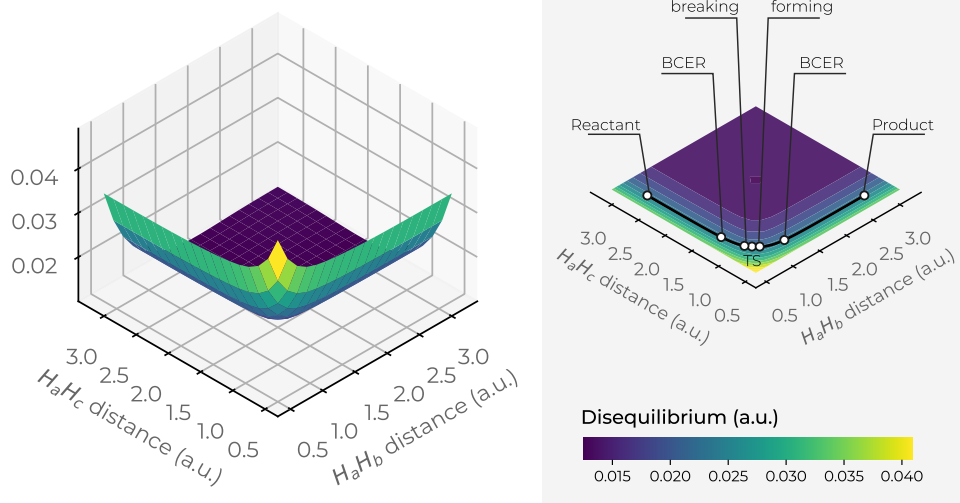 0.04
0.03
0.02
3.0
2.5
2.0
1.5
1.0
0.5
HaHc distance (a.u.)
0.5
1.0
1.5
2.0
2.5
3.0
HaHb distance (a.u.)
breaking
forming
BCER
BCER
Reactant
Product
TS
3.0
2.5
2.0
1.5
1.0
0.5
HaHc distance (a.u.)
0.5
1.0
1.5
2.0
2.5
3.0
HaHb distance (a.u.)
Disequilibrium (a.u.)
0.015 0.020 0.025 0.030 0.035 0.040